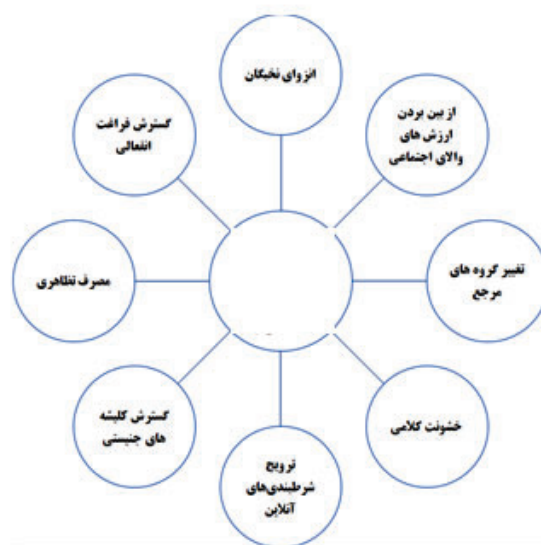 انزوای نخبگان
از بین بردن
ارزش های
والای اجتماعی
تغییر گروه های
مرجع
خشونت کلامی
ترویج
شرطبندی‌های
آنلاین
گسترش کلیشه
های جنسیتی
مصرف تظاهری
گسترش فراغت
انفعالی